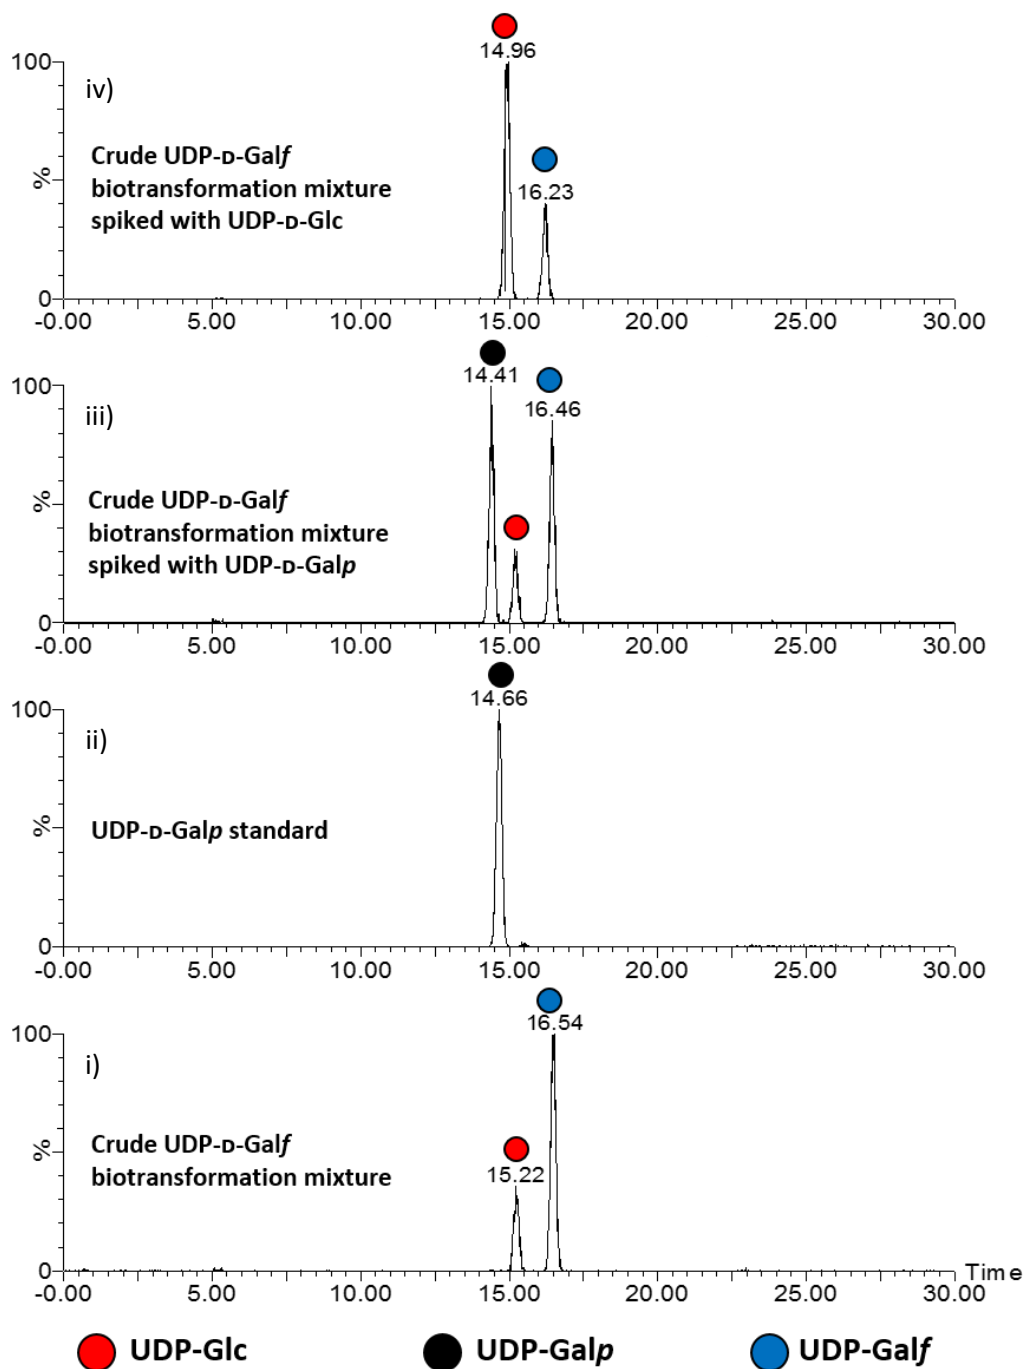 14.96
100
iv)
16.23
Crude UDP-ᴅ-Galf
biotransformation mixture
spiked with UDP-ᴅ-Glc
%
0
-0.00 5.00 10.00 15.00 20.00 25.00 30.00
14.41
100
16.46
iii)
Crude UDP-ᴅ-Galf
biotransformation mixture
spiked with UDP-ᴅ-Galp
%
0
-0.00 5.00 10.00 15.00 20.00 25.00 30.00
14.66
100
ii)
UDP-ᴅ-Galp standard
%
0
-0.00 5.00 10.00 15.00 20.00 25.00 30.00
16.54
100
i)
Crude UDP-ᴅ-Galf
biotransformation mixture
%
15.22
0
Time
-0.00 5.00 10.00 15.00 20.00 25.00 30.00
UDP-Glc UDP-Galp UDP-Galf